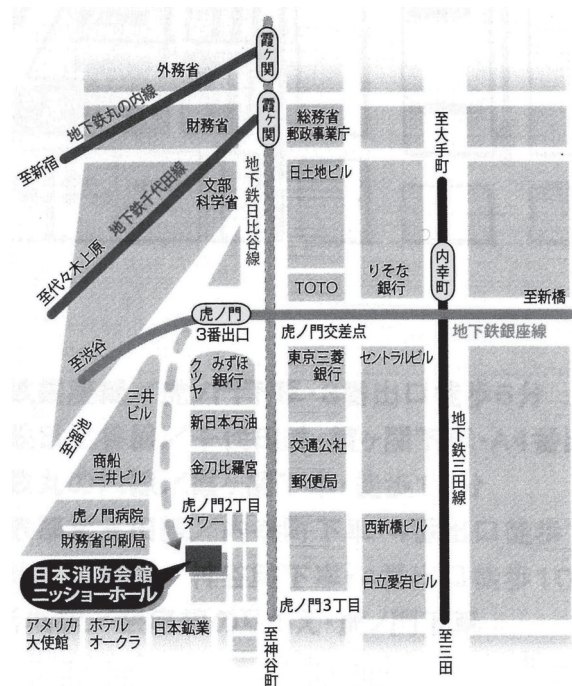 外務省
霞ヶ関
地下鉄丸の内線
至新宿
財務省
霞ヶ関
総務省
郵政事業庁
至大手町
地下鉄千代田線
文部
科学省
地下鉄日比谷線
日土地ビル
至代々木上原
TOTO
りそな
銀行
内幸町
至新橋
虎ノ門
3番出口
虎ノ門交差点
地下鉄銀座線
至渋谷
クツヤ
みずほ
銀行
東京三菱
銀行
セントラルビル
三井
ビル
新日本石油
至溜池
商船
三井ビル
金刀比羅宮
交通公社
郵便局
地下鉄三田線
虎ノ門病院
財務省印刷局
虎ノ門2丁目
タワー
西新橋ビル
日本消防会館
ニッショーホール
日立愛宕ビル
虎ノ門3丁目
アメリカ
大使館
ホテル
オークラ
日本鉱業
至神谷町
至三田